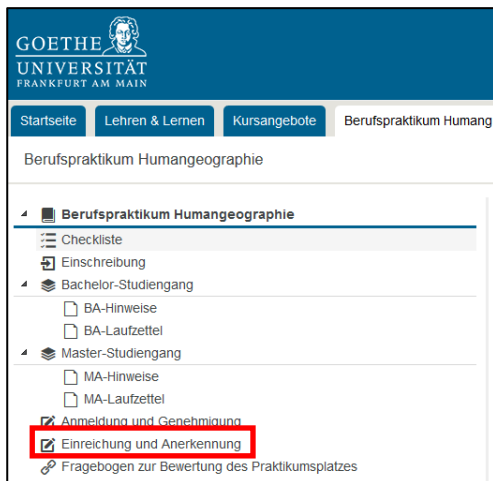 GOETHE
UNIVERSITÄT
FRANKFURT AM MAIN
Startseite Lehren & Lernen Kursangebote Berufspraktikum Humang
Berufspraktikum Humangeographie
Berufspraktikum Humangeographie
Checkliste
Einschreibung
Bachelor-Studiengang
BA-Hinweise
BA-Laufzettel
Master-Studiengang
MA-Hinweise
MA-Laufzettel
Anmeldung und Genehmigung
Einreichung und Anerkennung
Fragebogen zur Bewertung des Praktikumsplatzes